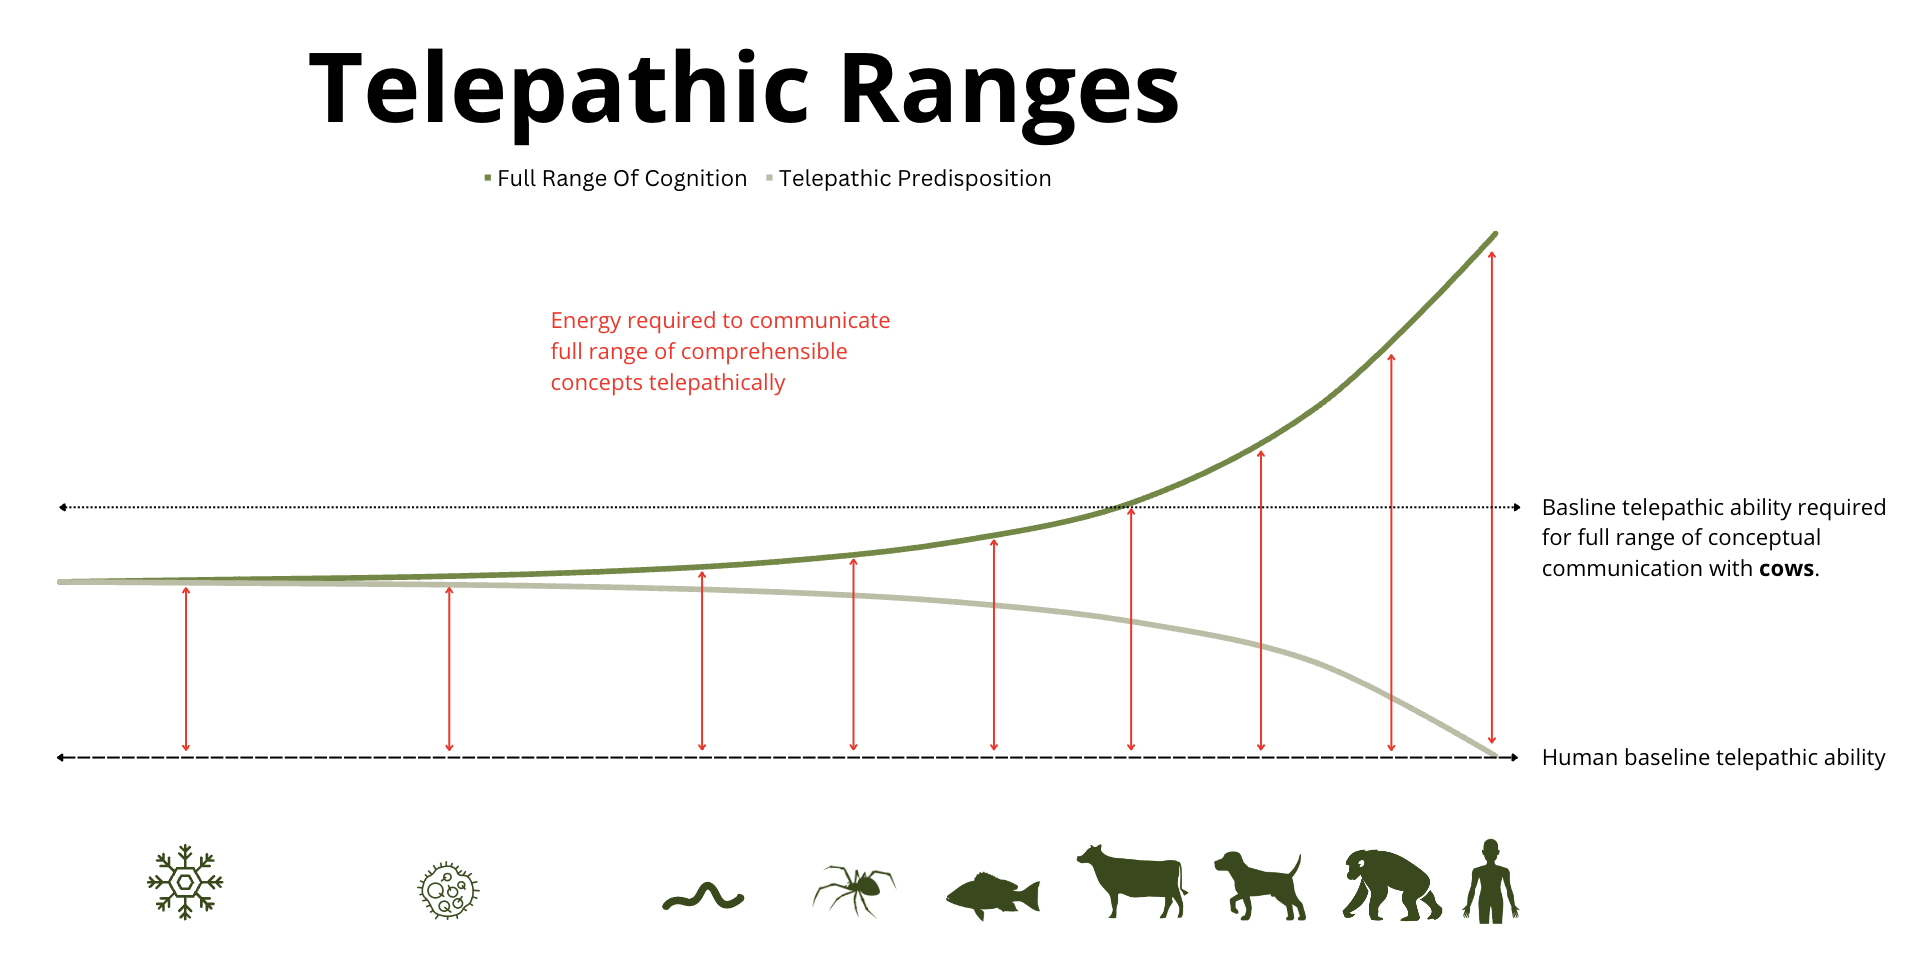 Telepathic Ranges
Full Range Of Cognition Telepathic Predisposition
Energy required to communicate
full range of comprehensible
concepts telepathically
Basline telepathic ability required
for full range of conceptual
communication with cows.
Human baseline telepathic ability